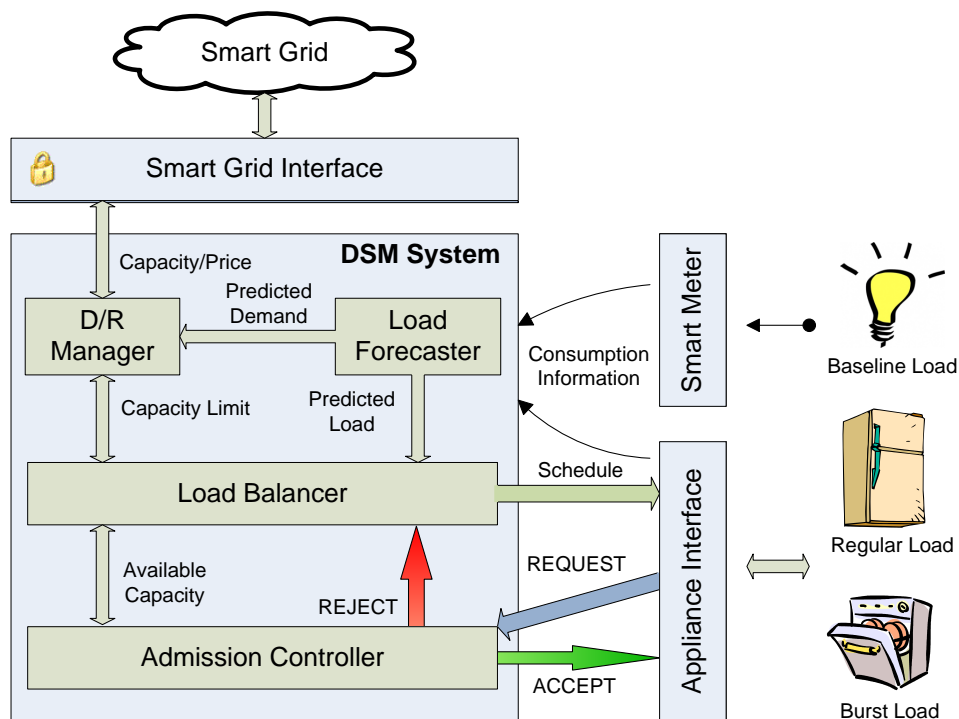 Smart Grid
Smart Grid Interface
DSM System
Capacity/Price
Predicted
Demand
D/R
Manager
Load
Forecaster
Consumption
Information
Smart Meter
Baseline Load
Capacity Limit
Predicted
Load
Load Balancer
Schedule
Appliance Interface
Regular Load
Available
Capacity
REJECT
REQUEST
Admission Controller
ACCEPT
Burst Load